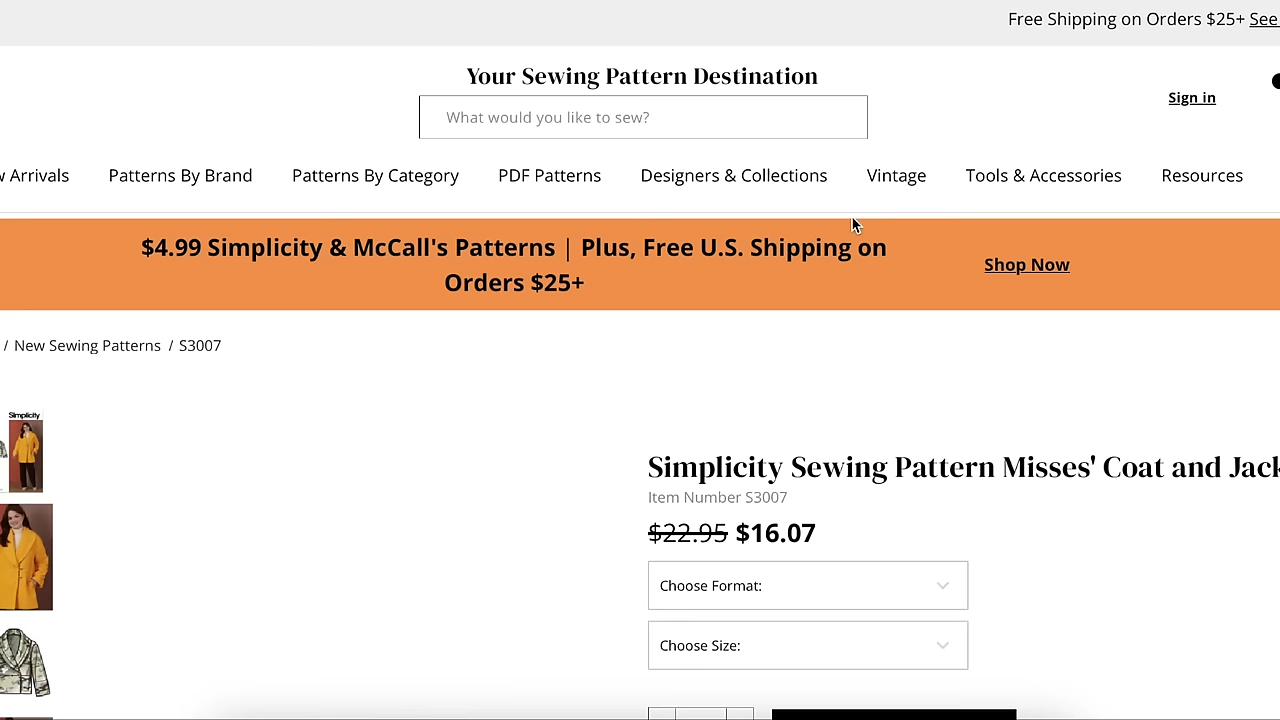 Free Shipping on Orders $25+ See
Your Sewing Pattern Destination
What would you like to sew?
Sign in
Arrivals Patterns By Brand Patterns By Category PDF Patterns Designers & Collections Vintage Tools & Accessories Resources
$4.99 Simplicity & McCall's Patterns | Plus, Free U.S. Shipping on
Orders $25+
Shop Now
/ New Sewing Patterns / S3007
Simplicity
Simplicity Sewing Pattern Misses' Coat and Jack
Item Number S3007
$22.95 $16.07
Choose Format:
Choose Size: